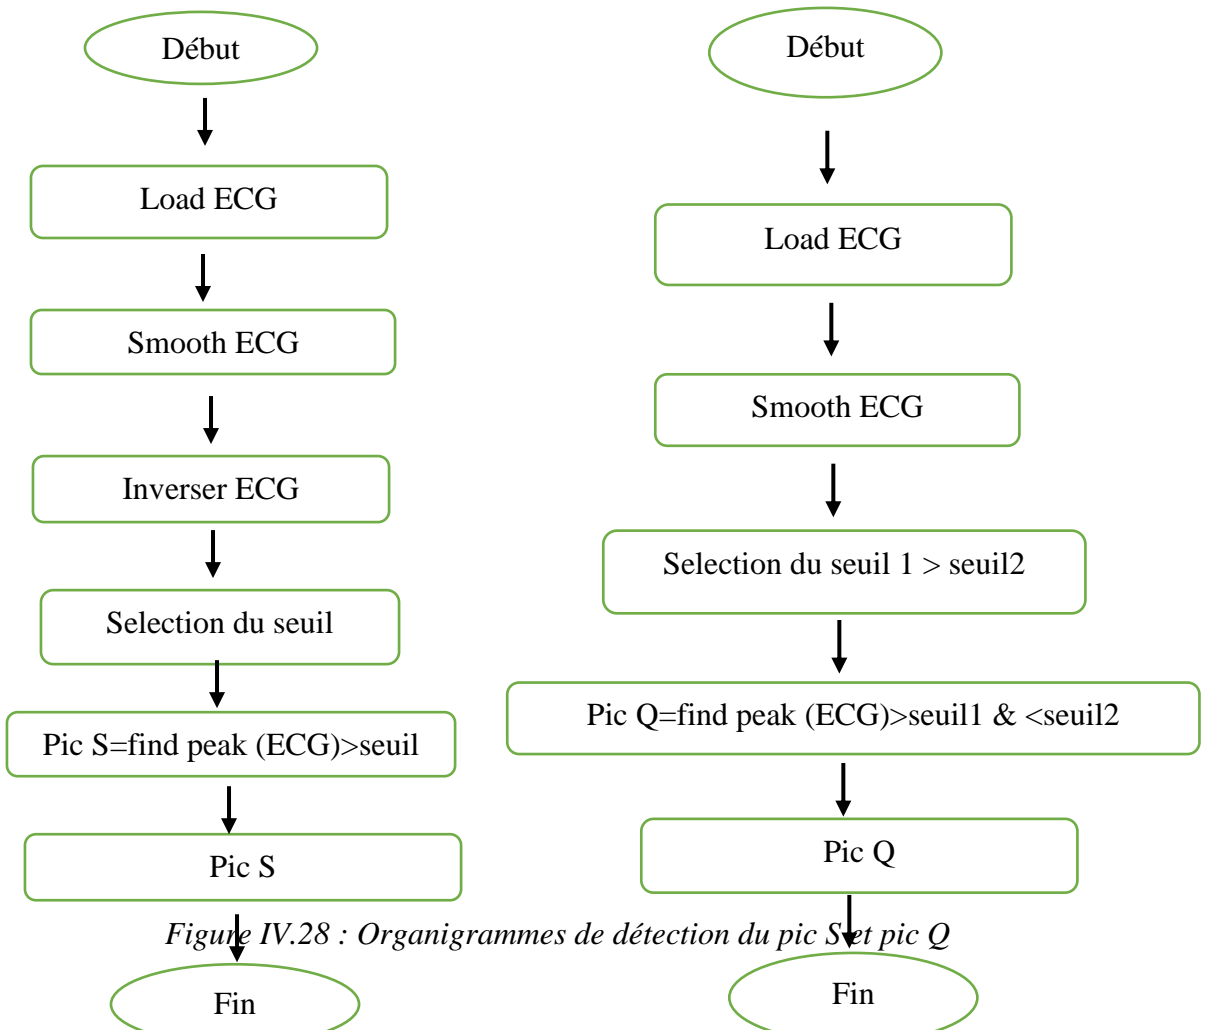 Début
Load ECG
Smooth ECG
Inverser ECG
Selection du seuil
Pic S=find peak (ECG)>seuil
Pic S
Fin
Début
Load ECG
Smooth ECG
Selection du seuil 1 > seuil2
Pic Q=find peak (ECG)>seuil1 & <seuil2
Pic Q
Fin
Figure IV.28 : Organigrammes de détection du pic S et pic Q